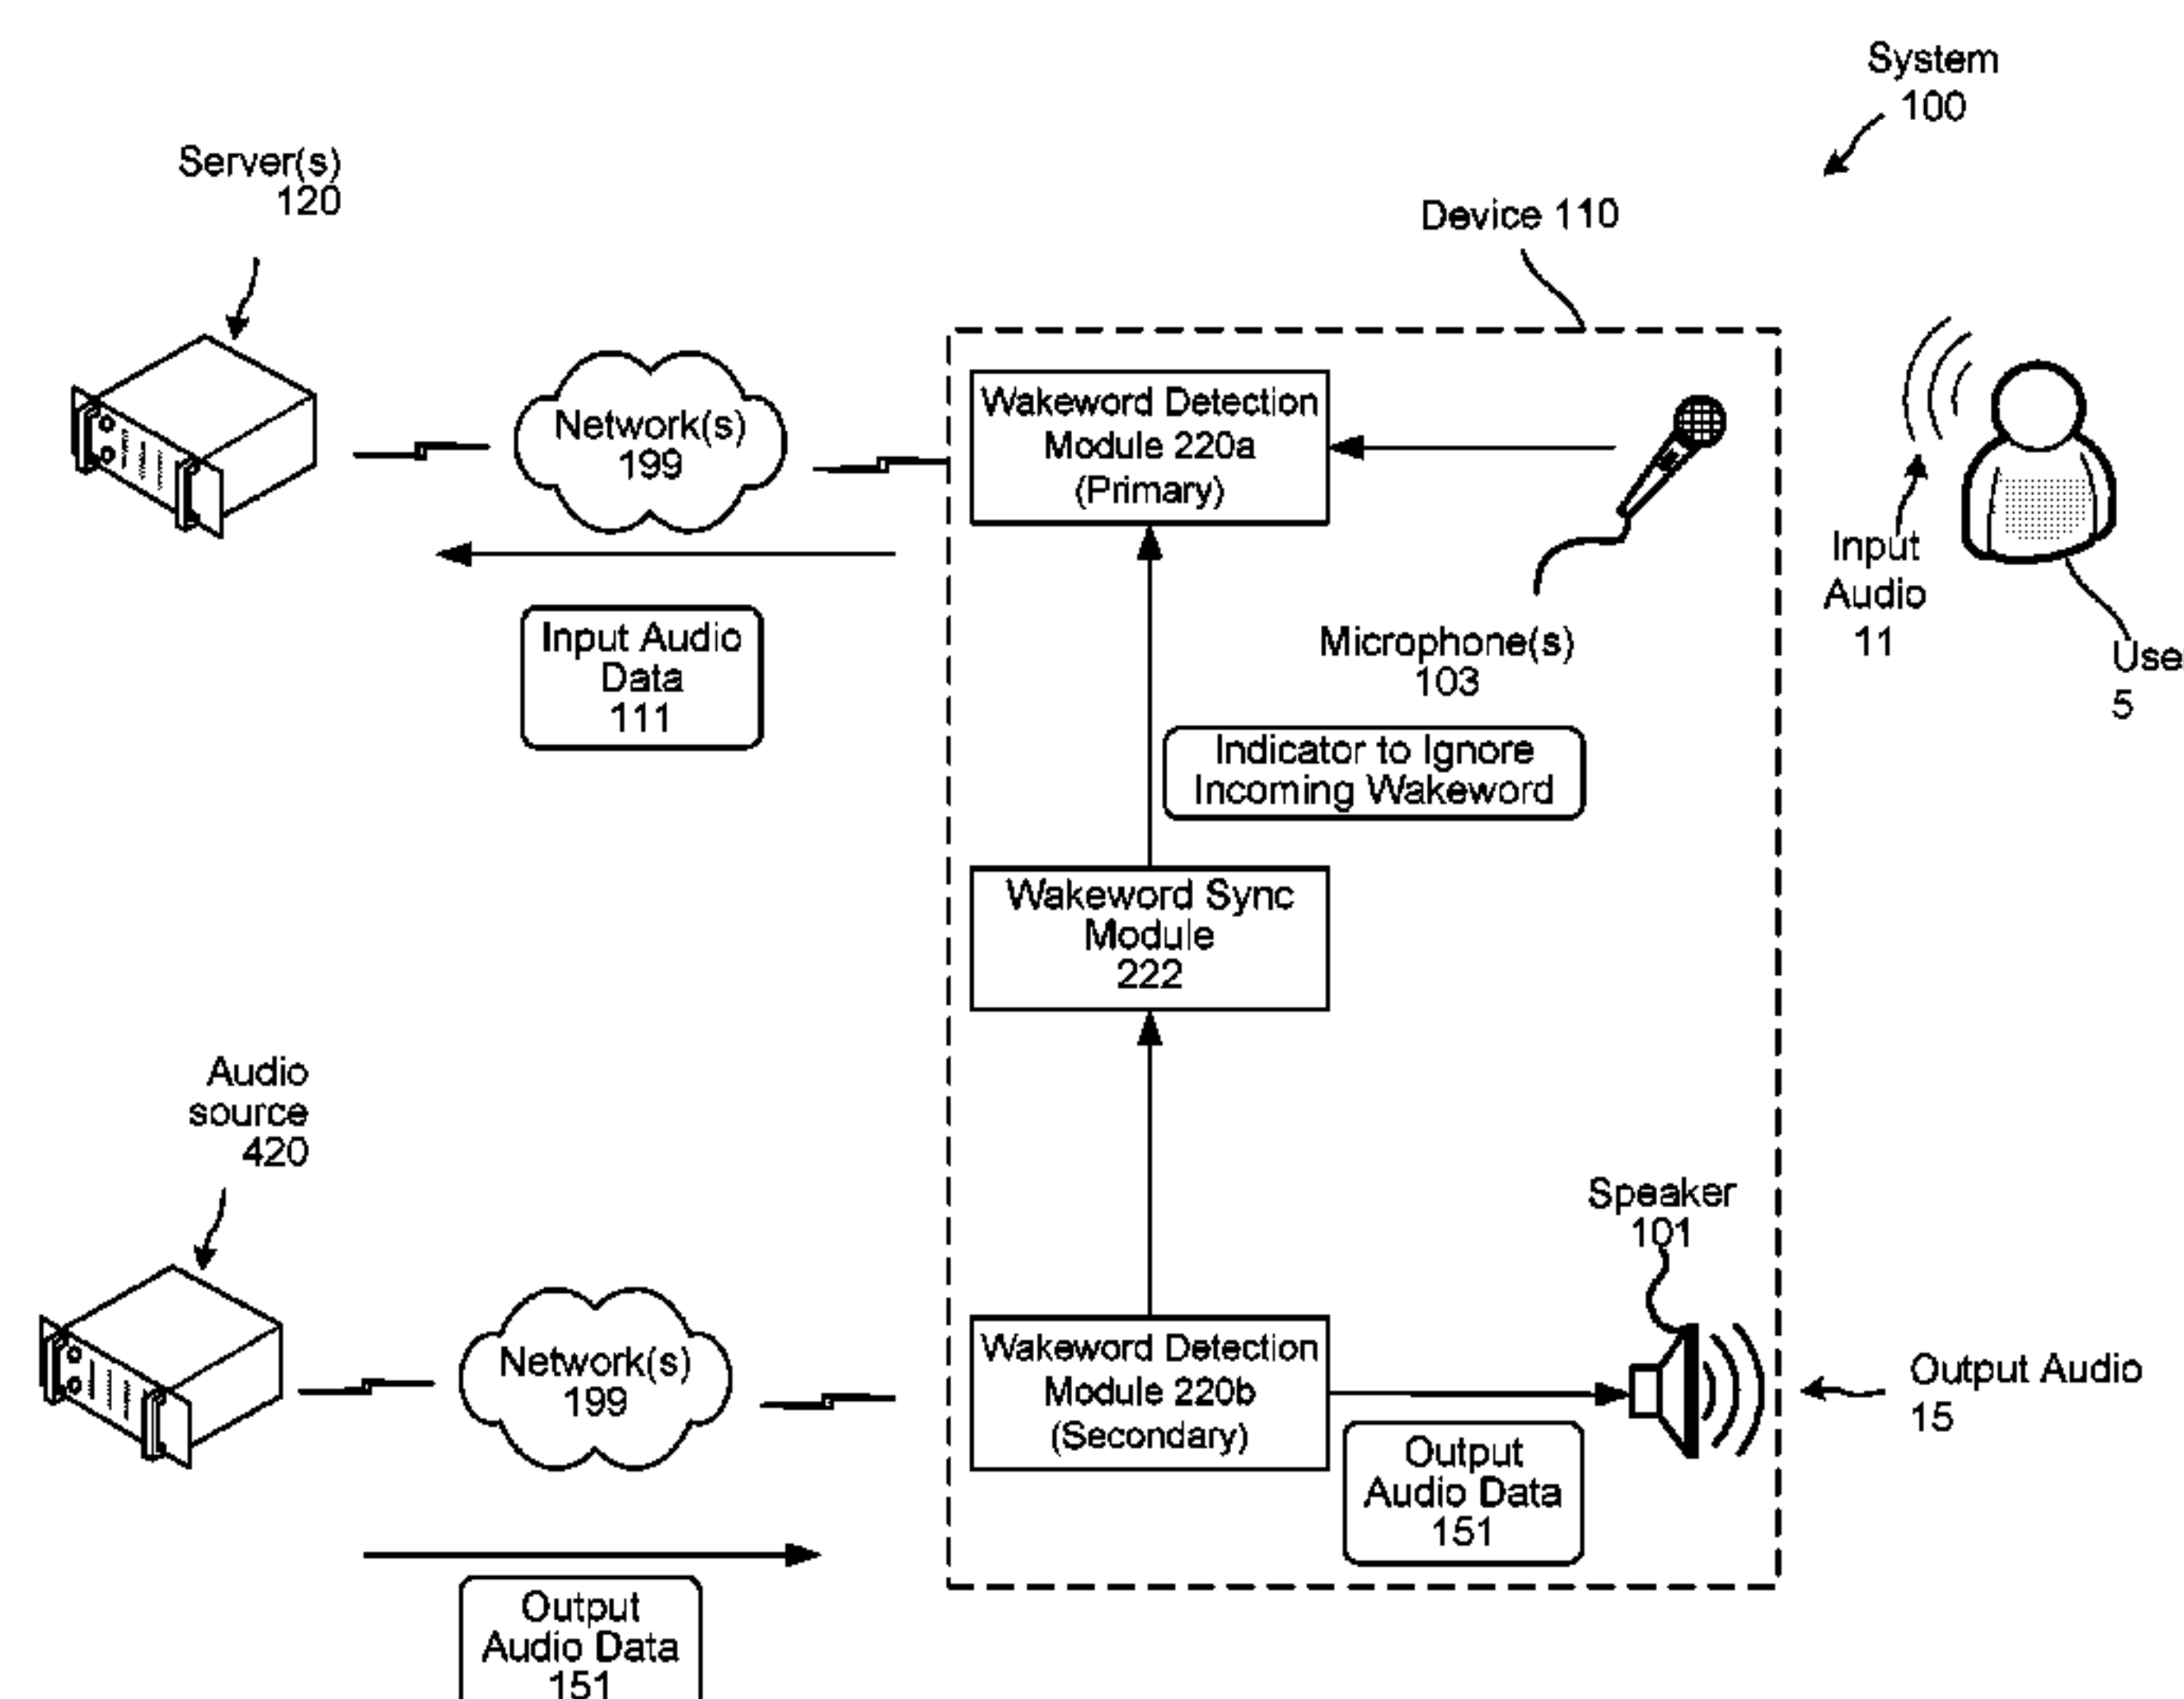 System
100
Server(s)
120
Device 110
Wakeword Detection
Module 220a
(Primary)
Network(s)
199
Input Audio
Data
111
Microphone(s)
103
Input
Audio
11
Use
5
Indicator to Ignore
Incoming Wakeword
Wakeword Sync
Module
222
Audio
source
420
Speaker
101
Network(s)
199
Wakeword Detection
Module 220b
(Secondary)
Output
Audio Data
151
Output Audio
15
Output
Audio Data
151